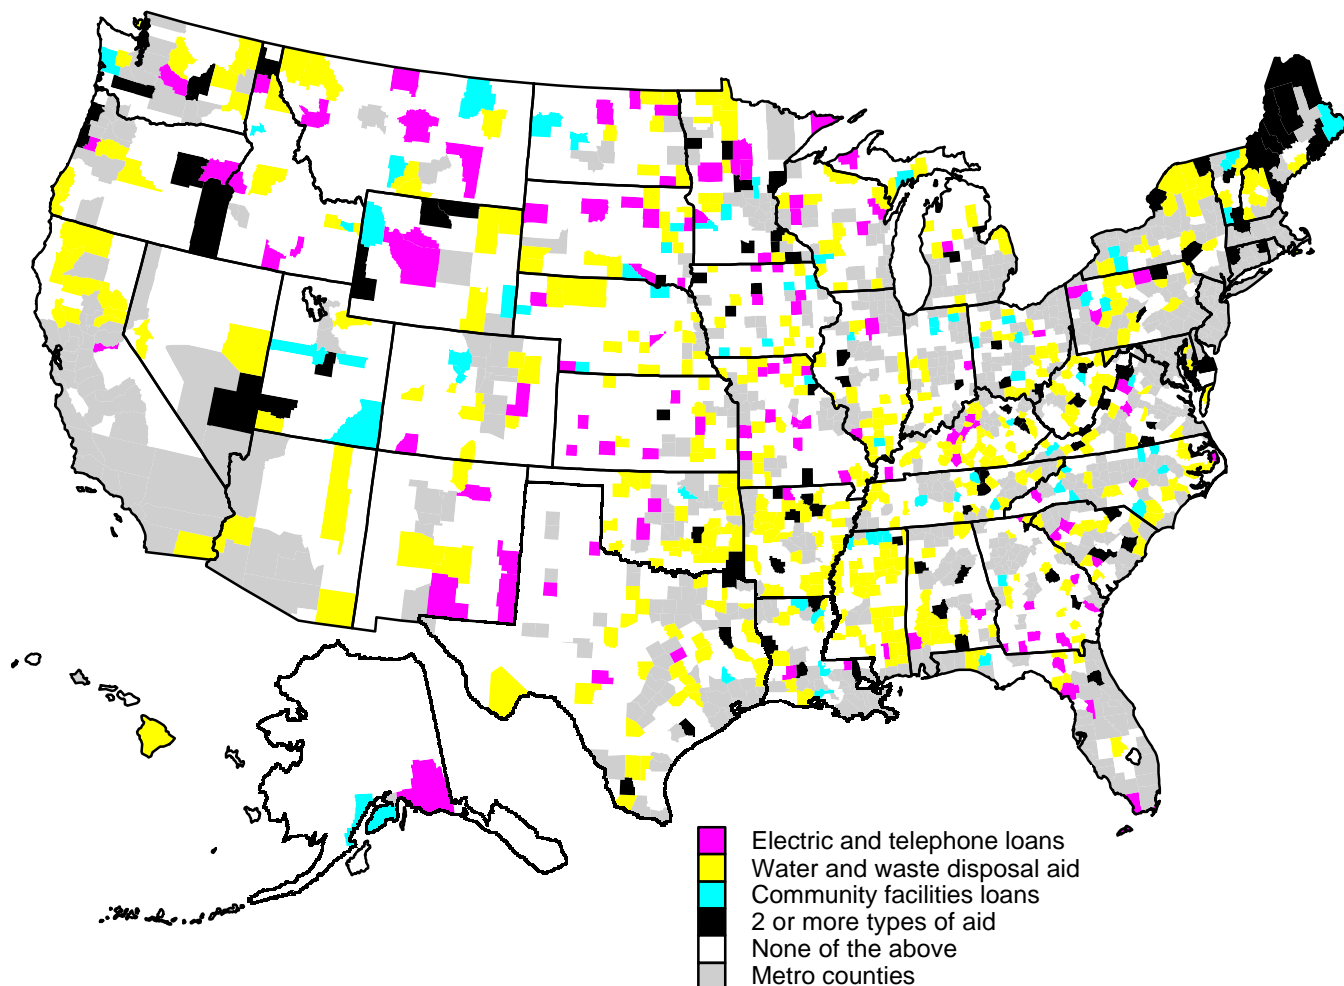 Electric and telephone loans
Water and waste disposal aid
Community facilities loans
2 or more types of aid
None of the above
Metro counties